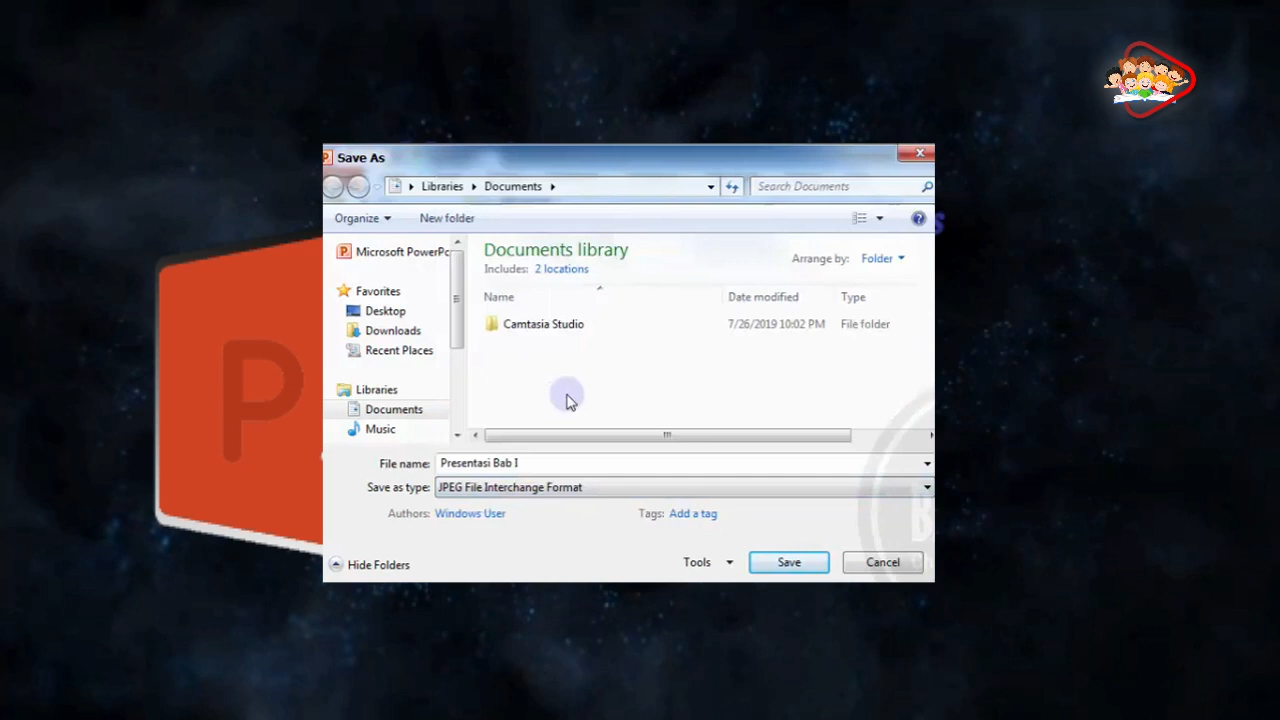 Save As
Libraries Documents
Search Documents
Organize New folder
Microsoft PowerPo
Documents library
Includes: 2 locations
Arrange by: Folder
Favorites
Desktop
Downloads
Recent Places
Libraries
Documents
Music
Name Date modified Type
Camtasia Studio 7/26/2019 10:02 PM File folder
File name: Presentasi Bab I
Save as type: JPEG File Interchange Format
Authors: Windows User Tags: Add a tag
Hide Folders
Tools Save Cancel
P